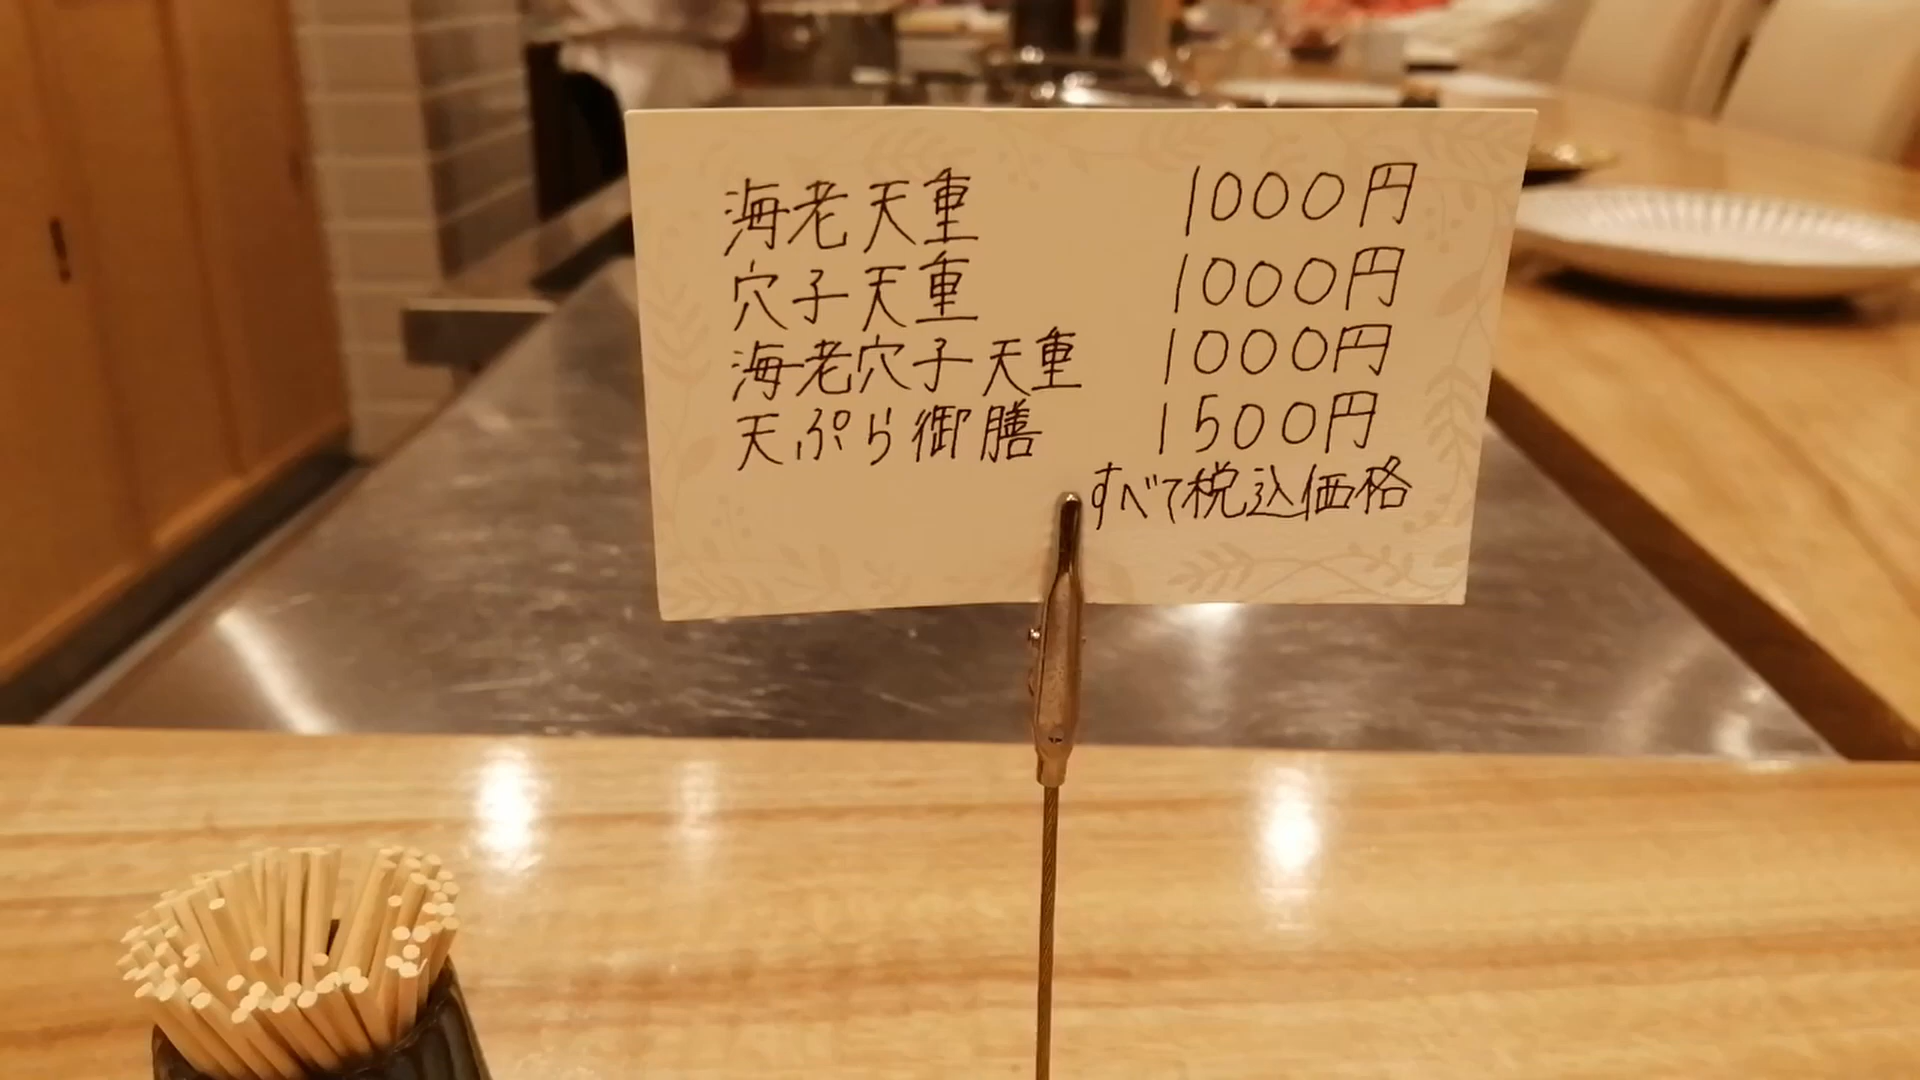 海老天重 1000円
穴子天重 1000円
海老穴子天重 1000円
天ぷら御膳 1500円
すべて税込価格